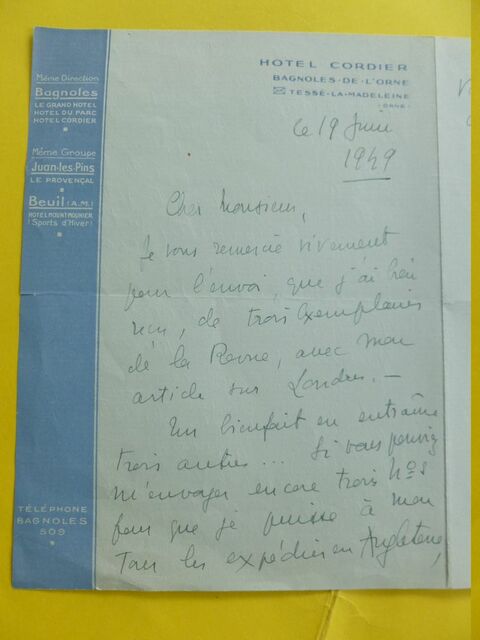 Même Direction
Bagnoles
LE GRAND HOTEL
HOTEL DU PARC
HOTEL CORDIER
Même Groupe
Juan-les-Pins
LE PROVENÇAL
Beuil (A.M.)
HOTEL MOUNT MOUNIER
(Sports d'Hiver)
TÉLÉPHONE
BAGNOLES
509
HOTEL CORDIER
BAGNOLES-DE-L'ORNE
TESSÉ-LA-MADELEINE
(ORNE)
le 19 Juin
1949
Cher Monsieur,
Je vous remercie vivement
pour l'envoi, que j'ai bien
reçu, de trois exemplaires
de la Revue, avec mon
article sur Londres. –
Un bienfait en entraîne
trois autres... Si vous pouviez
m'envoyer encore trois Nos
pour que je puisse à mon
Tour les expédier en Angleterre,